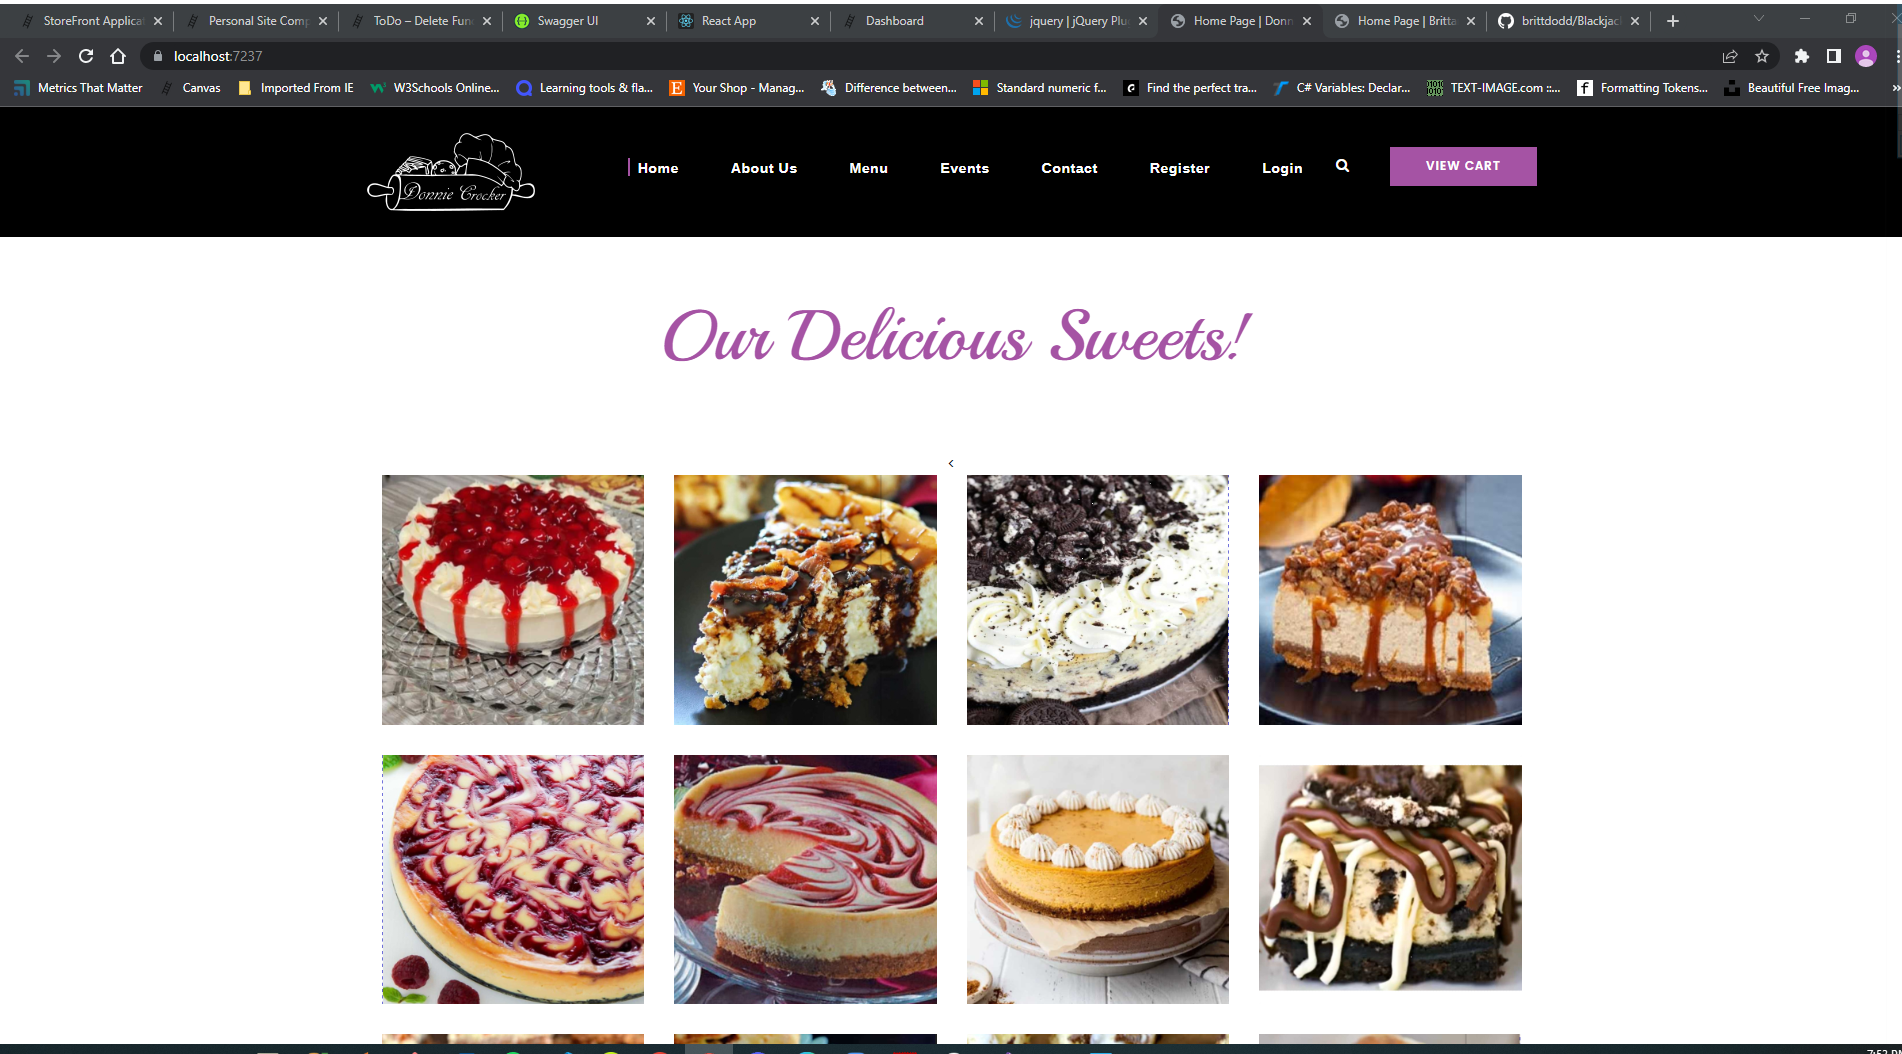 StoreFront Applicat
Personal Site Comp
ToDo – Delete Func
Swagger UI
React App
Dashboard
jquery | jQuery Plu
Home Page | Donn
Home Page | Britta
brittdodd/Blackjac
localhost:7237
Metrics That Matter
Canvas
Imported From IE
W3Schools Online...
Learning tools & fla...
Your Shop - Manag...
Difference between...
Standard numeric f...
Find the perfect tra...
C# Variables: Declar...
TEXT-IMAGE.com ::...
Formatting Tokens...
Beautiful Free Imag...
Donnie Crocker
Home
About Us
Menu
Events
Contact
Register
Login
VIEW CART
Our Delicious Sweets!
<